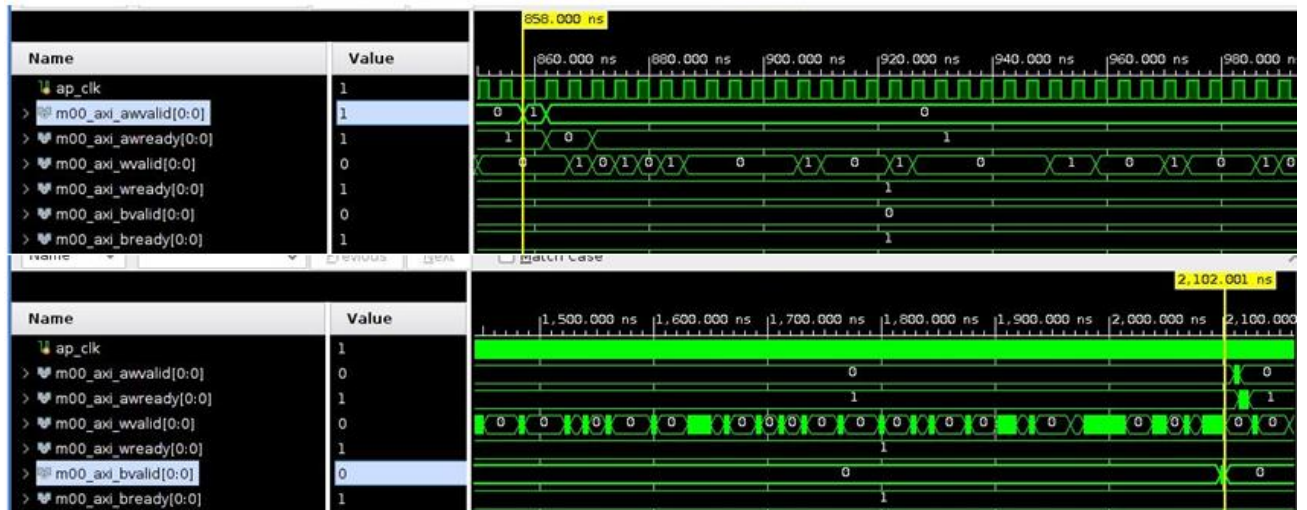 858.000 ns
Name Value 860.000 ns 880.000 ns 900.000 ns 920.000 ns 940.000 ns 960.000 ns 980.000 n
ap_clk 1
m00_axi_awvalid[0:0] 1 0 1 0
m00_axi_awready[0:0] 1 1 0 1
m00_axi_wvalid[0:0] 0 0 1 0 1 0 1 0 1 0 1 0 1 0 1 0 1 0
m00_axi_wready[0:0] 1 1
m00_axi_bvalid[0:0] 0 0
m00_axi_bready[0:0] 1 1
Name Previous Next Match Case
2,102.001 ns
Name Value 1,500.000 ns 1,600.000 ns 1,700.000 ns 1,800.000 ns 1,900.000 ns 2,000.000 ns 2,100.000
ap_clk 1
m00_axi_awvalid[0:0] 0 0 0
m00_axi_awready[0:0] 1 1 1
m00_axi_wvalid[0:0] 0 0 0 0 0 0 0 0 0 0 0 0 0 0 0 0 0
m00_axi_wready[0:0] 1 1
m00_axi_bvalid[0:0] 0 0 0
m00_axi_bready[0:0] 1 1